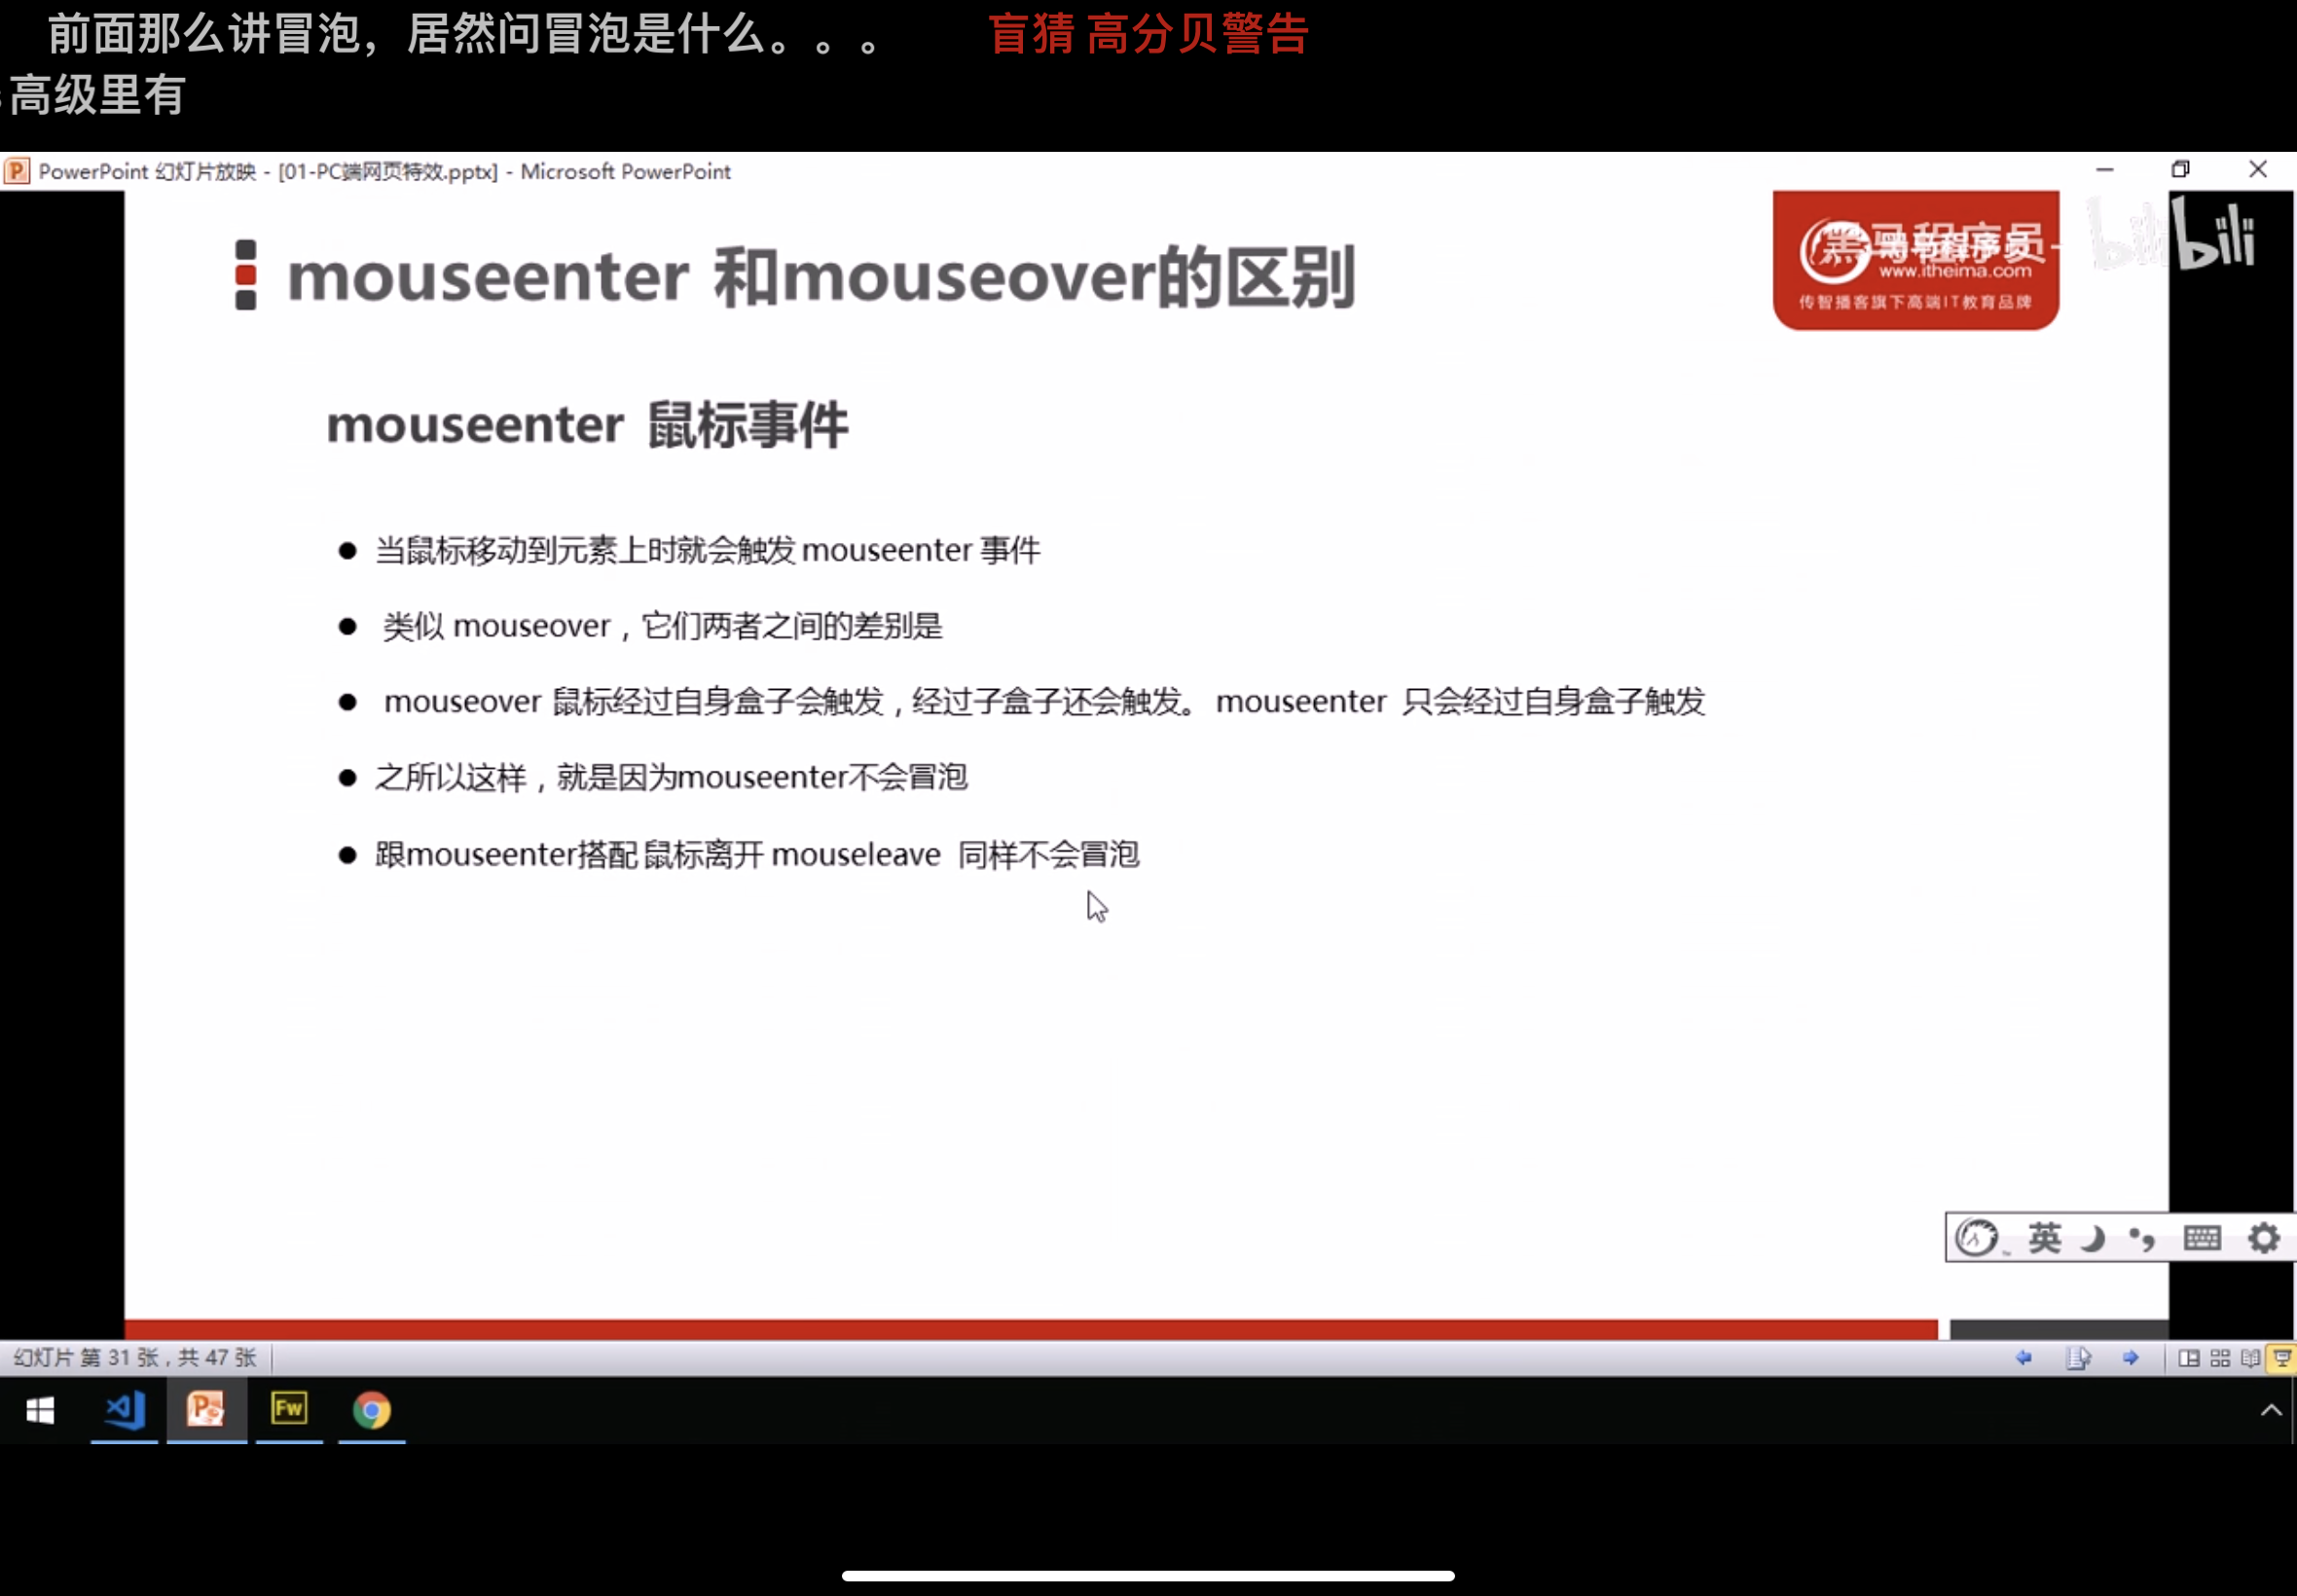 前面那么讲冒泡，居然问冒泡是什么。。。 盲猜 高分贝警告
高级里有
PowerPoint 幻灯片放映 - [01-PC端网页特效.pptx] - Microsoft PowerPoint
mouseenter 和mouseover的区别
黑马程序员
www.itheima.com
传智播客旗下高端IT教育品牌
bilibili
mouseenter 鼠标事件
● 当鼠标移动到元素上时就会触发 mouseenter 事件
● 类似 mouseover，它们两者之间的差别是
● mouseover 鼠标经过自身盒子会触发，经过子盒子还会触发。 mouseenter 只会经过自身盒子触发
● 之所以这样，就是因为mouseenter不会冒泡
● 跟mouseenter搭配 鼠标离开 mouseleave 同样不会冒泡
英
幻灯片 第 31 张，共 47 张
Fw